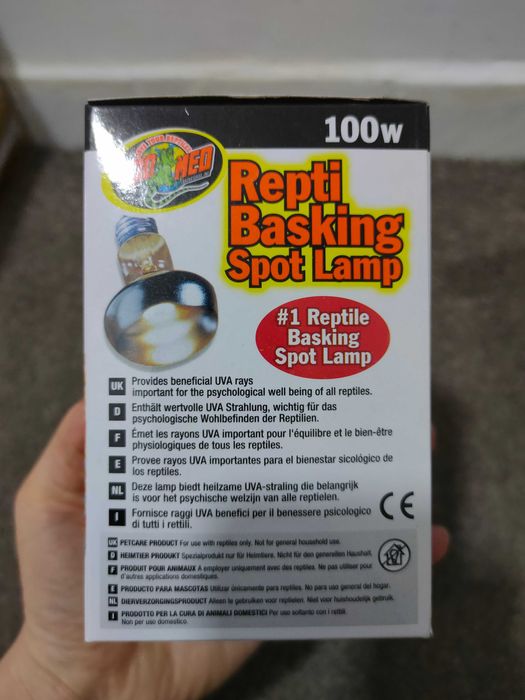 100w
MED
Repti
Basking
Spot Lamp
#1 Reptile
Basking
Spot Lamp
UK Provides beneficial UVA rays
important for the psychological well being of all reptiles.
D Enthält wertvolle UVA Strahlung, wichtig für das
psychologische Wohlbefinden der Reptilien.
F Émet les rayons UVA important pour l'équilibre et le bien-être
physiologiques de tous les reptiles.
E Provee rayos UVA importantes para el bienestar sicológico de
los reptiles.
NL Deze lamp biedt heilzame UVA-straling die belangrijk
is voor het psychische welzijn van alle reptielen.
I Fornisce raggi UVA benefici per il benessere psicologico
di tutti i rettili.
CE
UK PETCARE PRODUCT For use with reptiles only. Not for general household use.
D HEIMTIER PRODUKT Spezialprodukt nur für Heimtiere. Nicht für den generellen Haushalt.
F PRODUIT POUR ANIMAUX A employer uniquement avec des reptiles. Ne pas utiliser pour
d'autres applications domestiques.
E PRODUCTO PARA MASCOTAS Utilizar únicamente para reptiles. No para uso general del hogar.
NL DIERVERZORGINGSPRODUCT Alleen te gebruiken voor reptielen. Niet voor huishoudelijk gebruik.
I PRODOTTO PER LA CURA DI ANIMALI DOMESTICI Per uso soltanto con i rettili.
Non per uso domestico.